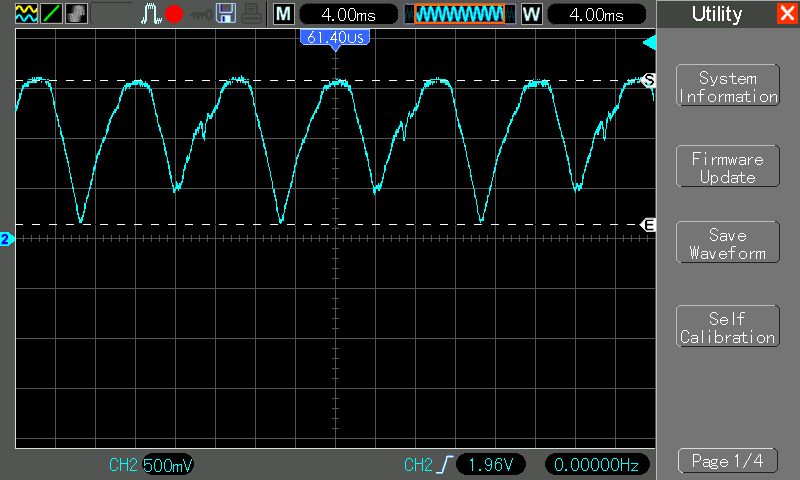 M 4.00ms W 4.00ms Utility
61.40us
S
System
Information
Firmware
Update
E
Save
Waveform
2
Self
Calibration
CH2 500mV CH2 1.96V 0.00000Hz Page 1/4